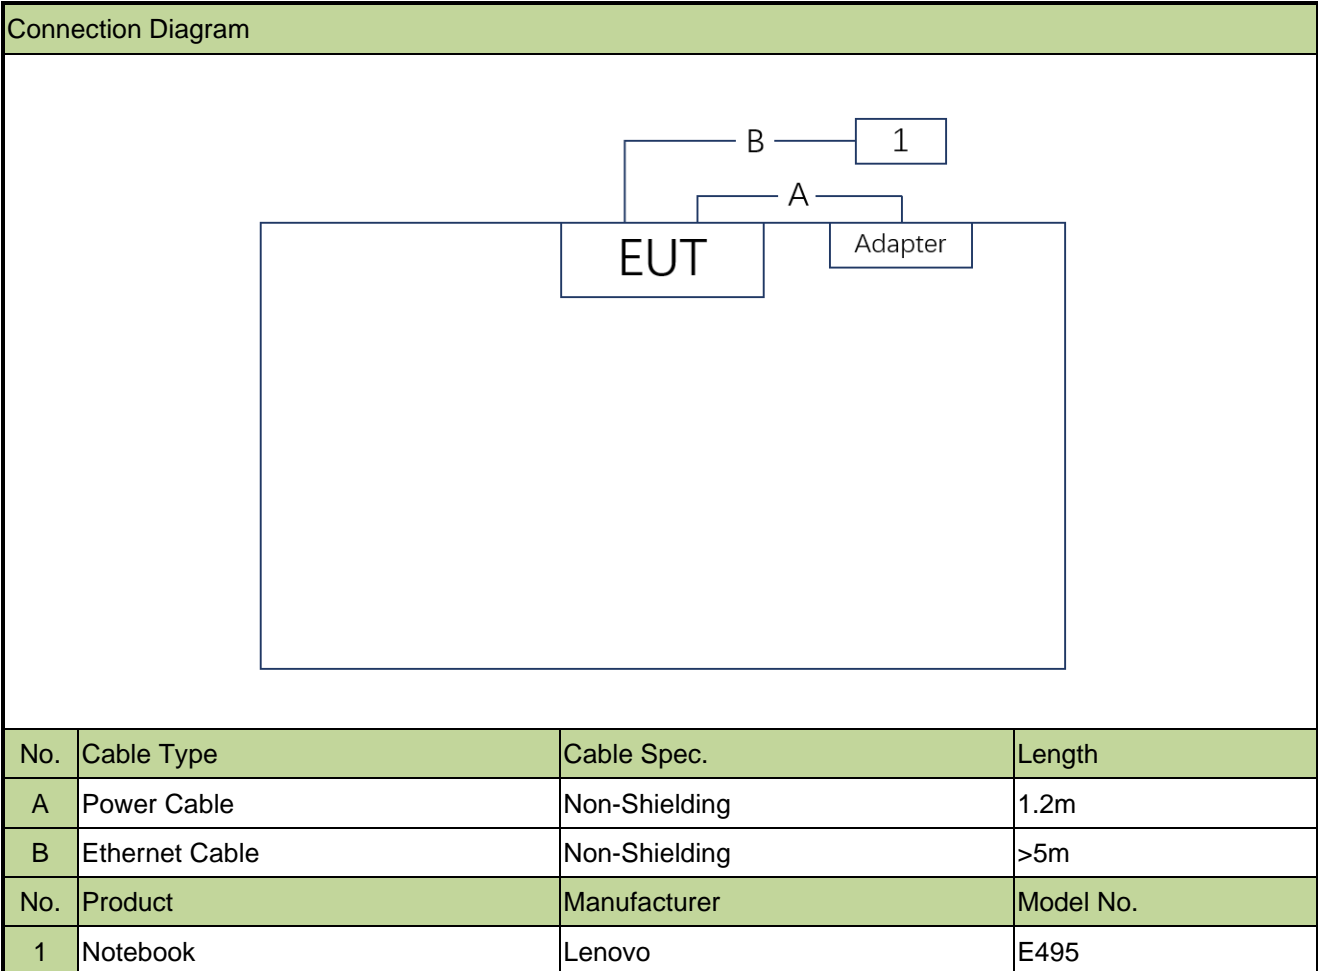 Connection Diagram
B
1
A
EUT
Adapter
No. Cable Type Cable Spec. Length
A Power Cable Non-Shielding 1.2m
B Ethernet Cable Non-Shielding >5m
No. Product Manufacturer Model No.
1 Notebook Lenovo E495